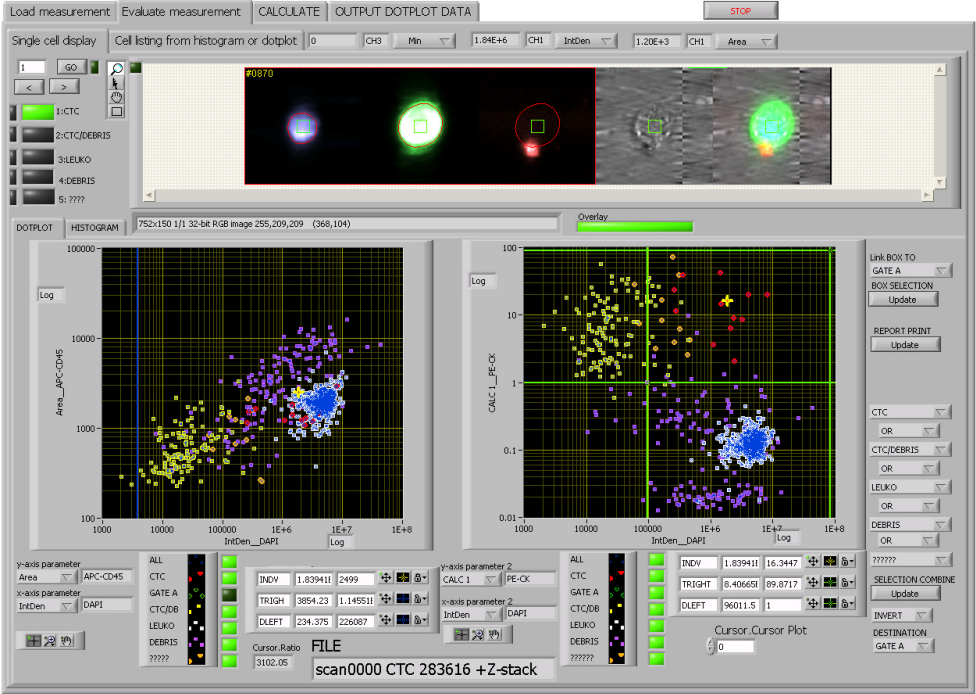 Load measurement Evaluate measurement CALCULATE OUTPUT DOTPLOT DATA STOP
Single cell display Cell listing from histogram or dotplot 0 CH3 Min 1.84E+6 CH1 IntDen 1.20E+3 CH1 Area
1 GO
< >
1:CTC
2:CTC/DEBRIS
3:LEUKO
4:DEBRIS
5: ????
#0870
DOTPLOT HISTOGRAM
752x150 1/1 32-bit RGB image 255,209,209 (368,104)
Overlay
Log
100000
10000
1000
100
Area__APC-CD45
1000 10000 100000 1E+6 1E+7 1E+8
IntDen__DAPI
Log
Log
100
10
1
0.1
0.01
CALC 1__PE-CK
1000 10000 100000 1E+6 1E+7 1E+8
IntDen__DAPI
Log
Link BOX TO
GATE A
BOX SELECTION
Update
REPORT PRINT
Update
CTC
OR
CTC/DEBRIS
OR
LEUKO
OR
DEBRIS
OR
??????
SELECTION COMBINE
Update
INVERT
DESTINATION
GATE A
y-axis parameter
Area APC-CD45
x-axis parameter
IntDen DAPI
ALL
CTC
GATE A
CTC/DB
LEUKO
DEBRIS
?????
INDV 2499
TRIGH 3854.23
DLEFT 234.375 226087
Cursor.Ratio
3102.05
FILE
scan0000 CTC 283616 +Z-stack
y-axis parameter 2
CALC 1 PE-CK
x-axis parameter 2
IntDen DAPI
ALL
CTC
GATE A
CTC/DB
LEUKO
DEBRIS
??????
INDV 16.3447
TRIGHT 89.8717
DLEFT 96011.5 1
Cursor.Cursor Plot
0